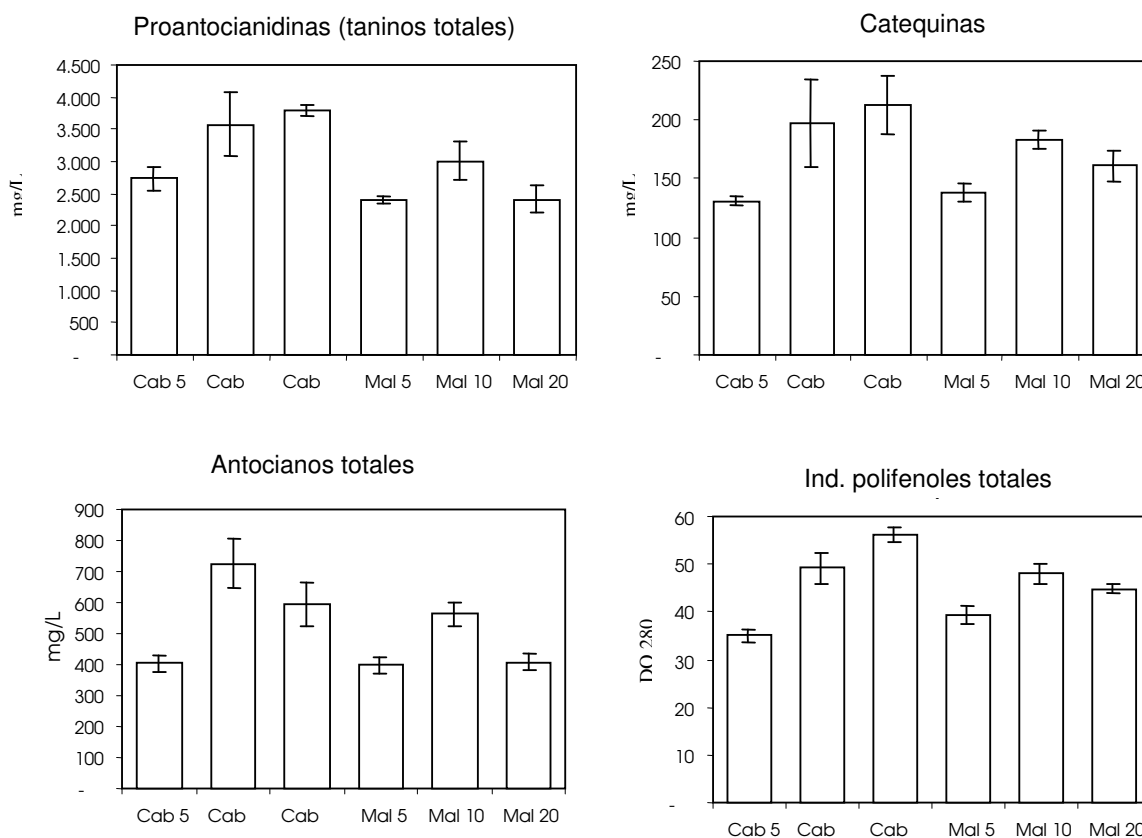 Proantocianidinas (taninos totales)
4.500
4.000
3.500
3.000
2.500
2.000
1.500
1.000
500
-
mg/L
Cab 5 Cab Cab Mal 5 Mal 10 Mal 20
Catequinas
250
200
150
100
50
-
mg/L
Cab 5 Cab Cab Mal 5 Mal 10 Mal 20
Antocianos totales
900
800
700
600
500
400
300
200
100
-
mg/L
Cab 5 Cab Cab Mal 5 Mal 10 Mal 20
Ind. polifenoles totales
60
50
40
30
20
10
-
DO 280
Cab 5 Cab Cab Mal 5 Mal 10 Mal 20